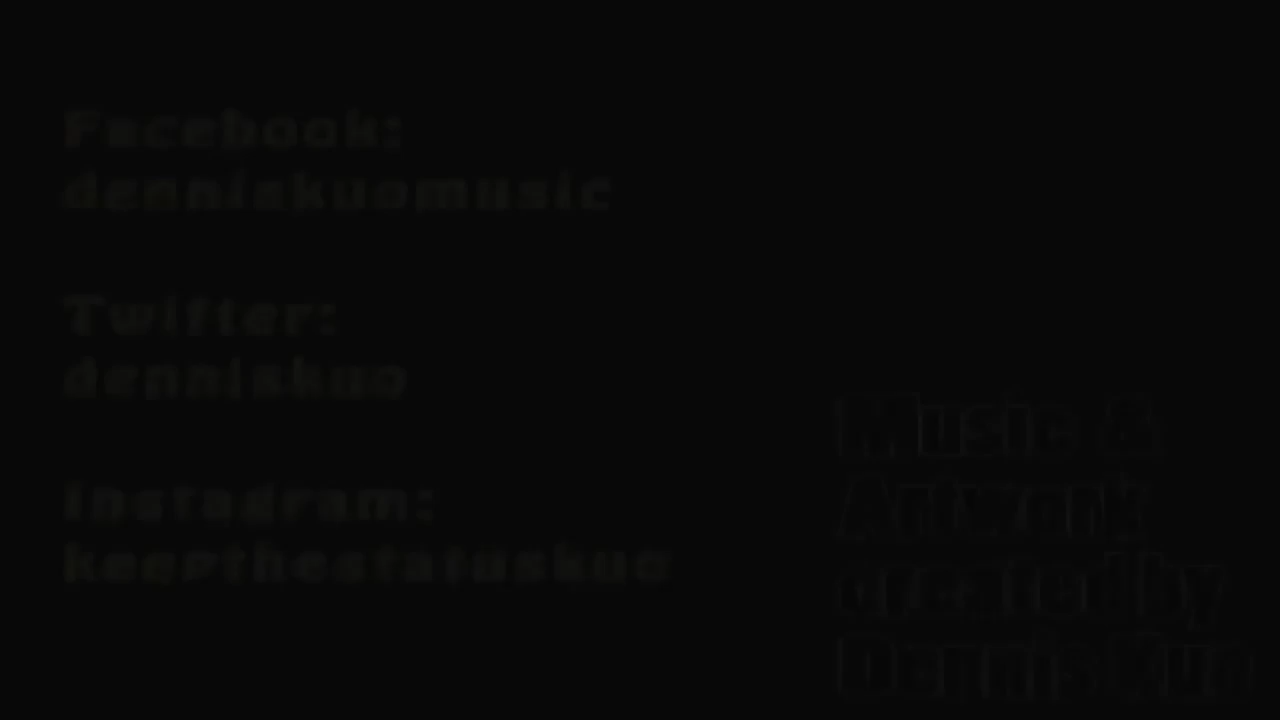 Facebook:
denniskuomusic
Twitter:
denniskuo
Instagram:
keepthestatuskuo
Music &
Artwork
created by
Dennis Kuo